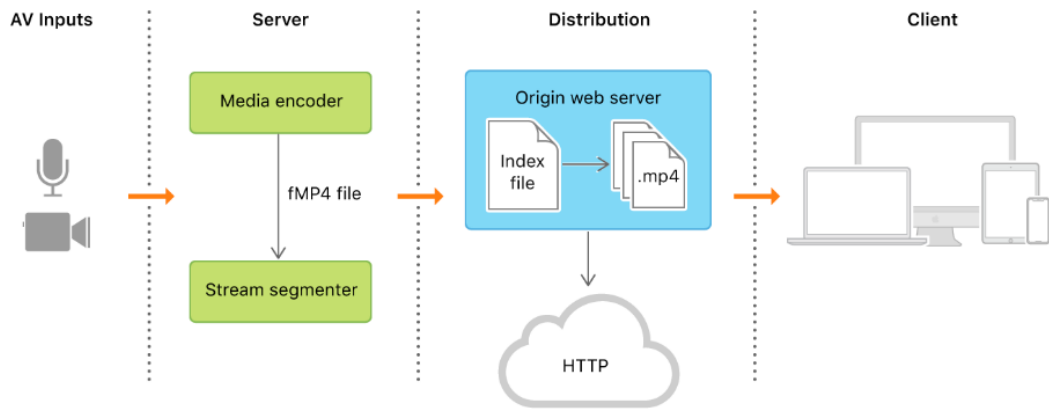 AV Inputs
Server
Distribution
Client
Media encoder
fMP4 file
Stream segmenter
Origin web server
Index
file
.mp4
HTTP